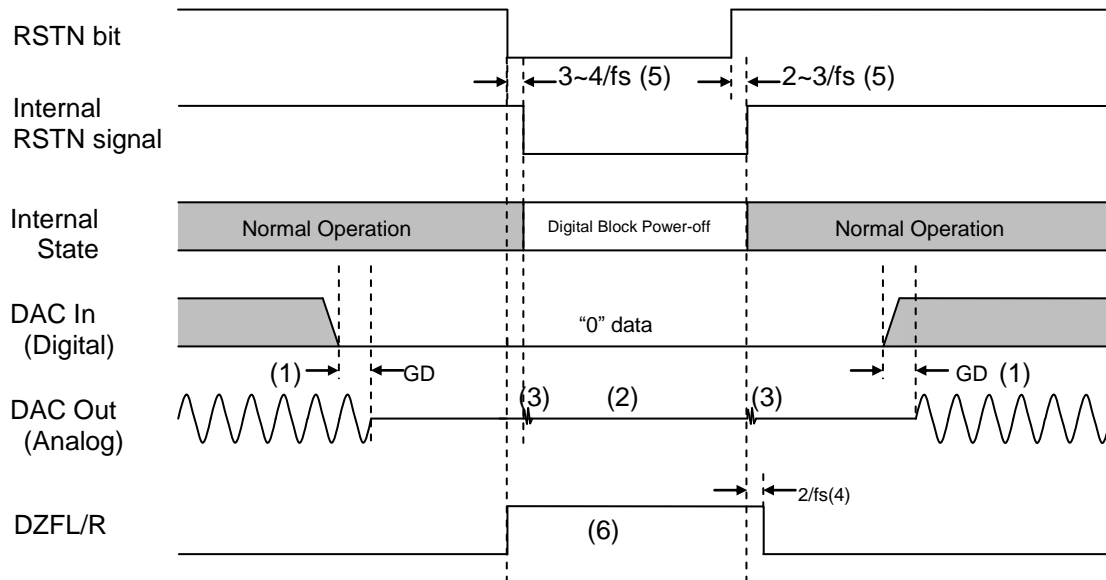 RSTN bit
3~4/fs (5)
2~3/fs (5)
Internal
RSTN signal
Internal
State
Normal Operation
Digital Block Power-off
Normal Operation
DAC In
(Digital)
“0” data
(1)
GD
GD
(1)
DAC Out
(Analog)
(3)
(2)
(3)
2/fs(4)
DZFL/R
(6)